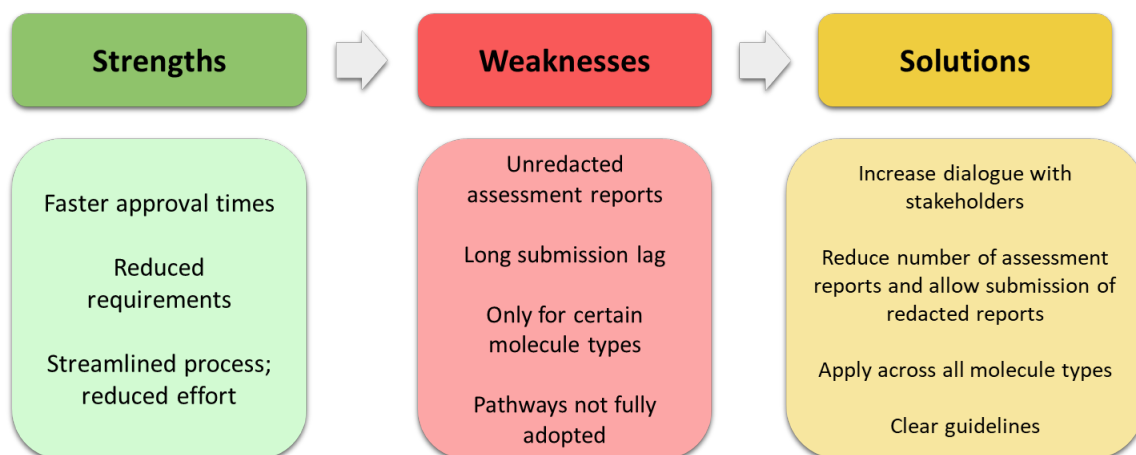 Strengths
Weaknesses
Solutions
Faster approval times
Reduced
requirements
Streamlined process;
reduced effort
Unredacted
assessment reports
Long submission lag
Only for certain
molecule types
Pathways not fully
adopted
Increase dialogue with
stakeholders
Reduce number of assessment
reports and allow submission of
redacted reports
Apply across all molecule types
Clear guidelines